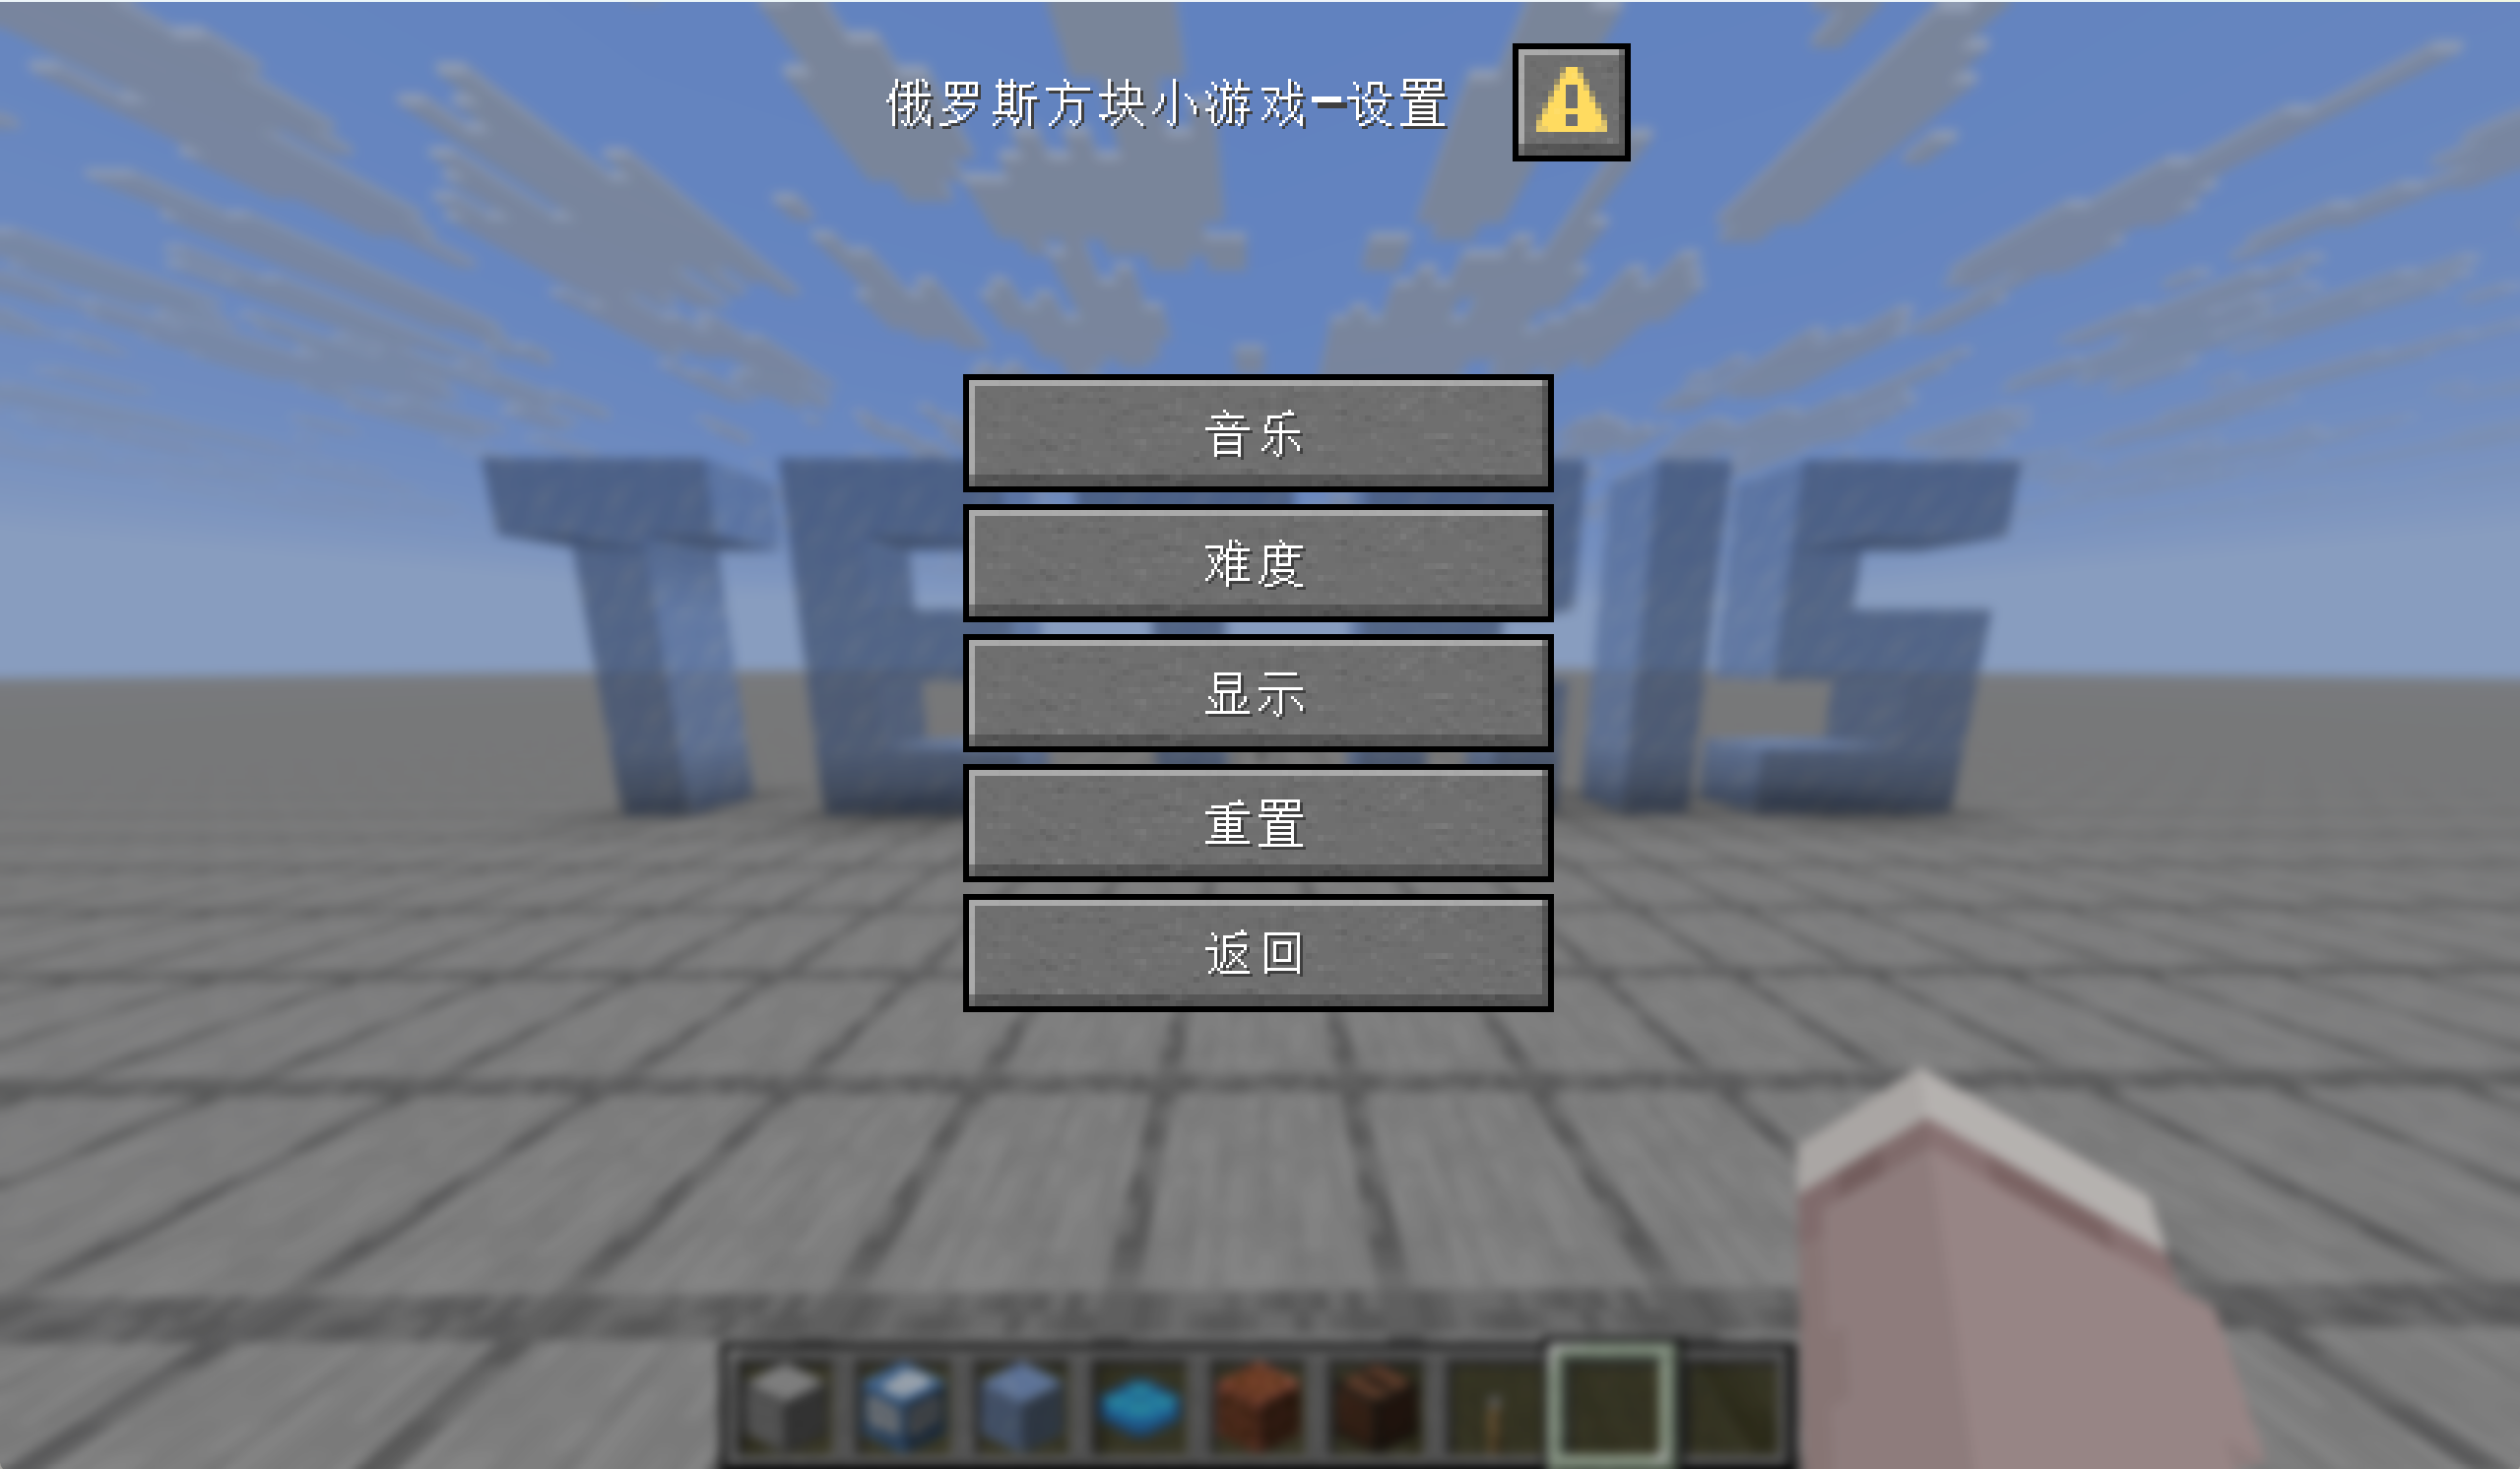 俄罗斯方块小游戏-设置
音乐
难度
显示
重置
返回